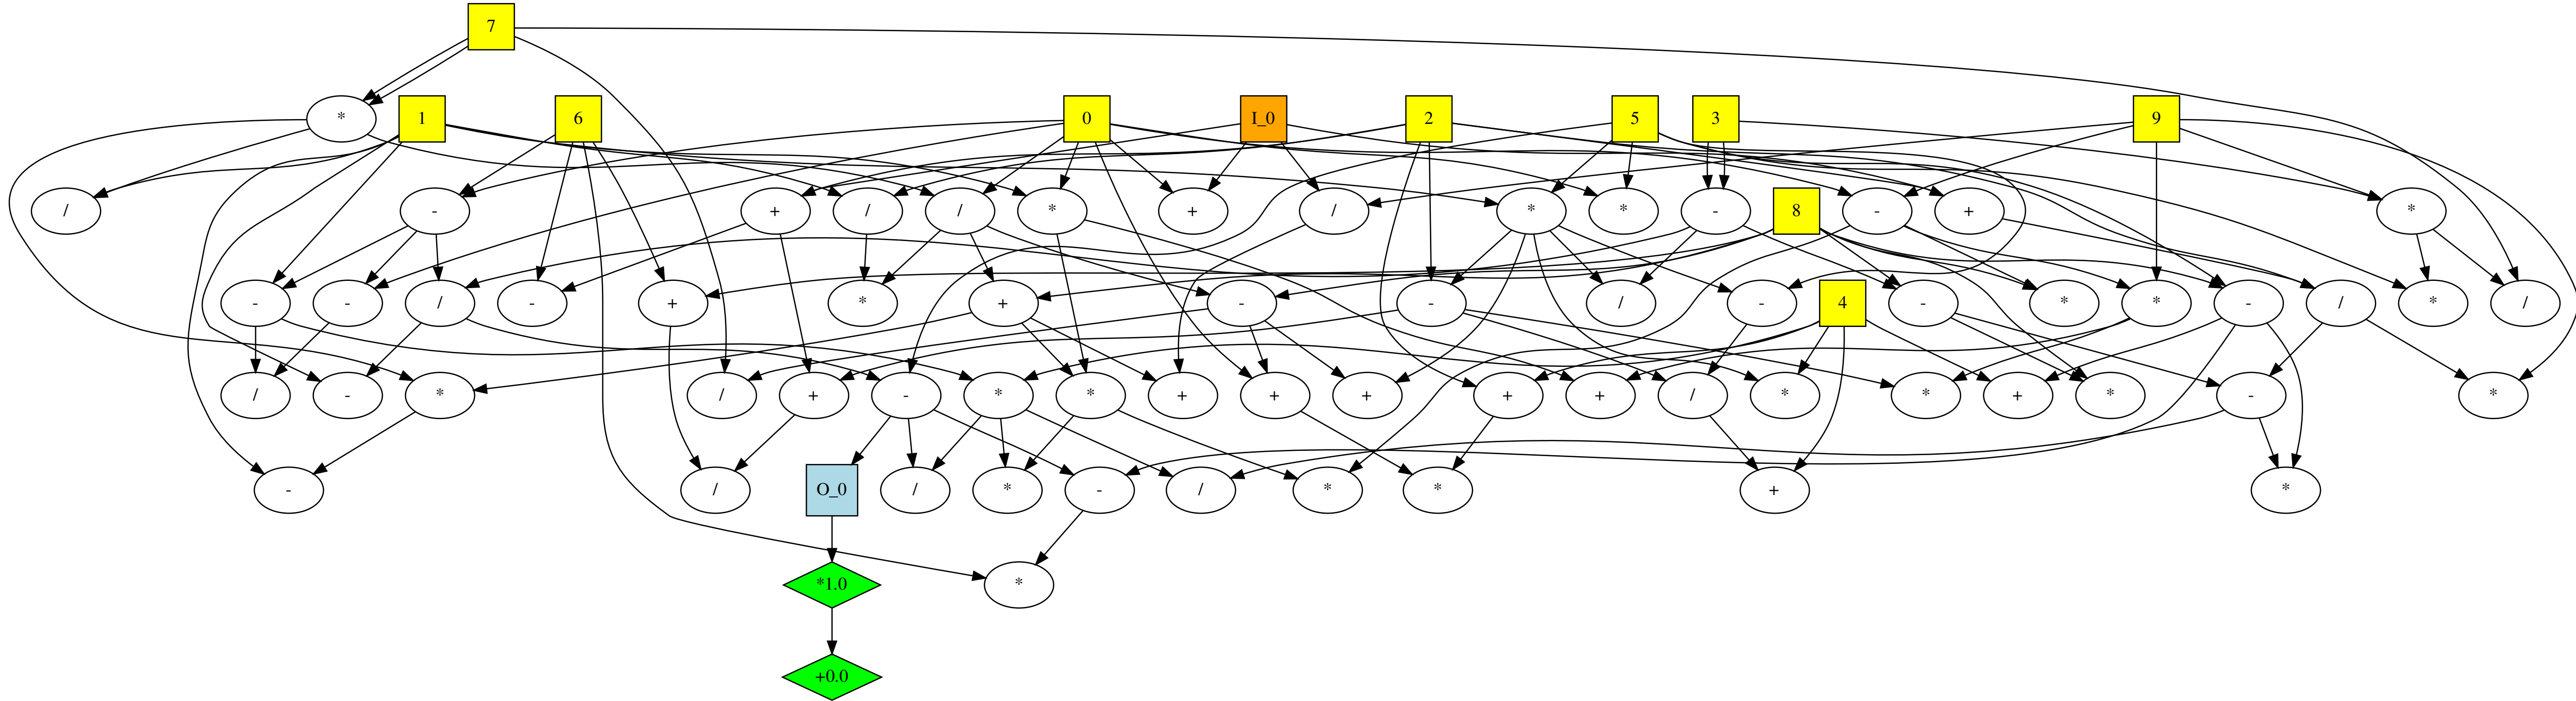 7
* 1 6 0 I_0 2 5 3 9
/ - + / / * + / * * - 8 - + *
- - / - + * + - - / - 4 - * * - / * /
/ - * / + - * * + + + + + / * * + * - *
- / O_0 / * - / * * + *
*1.0 *
+0.0